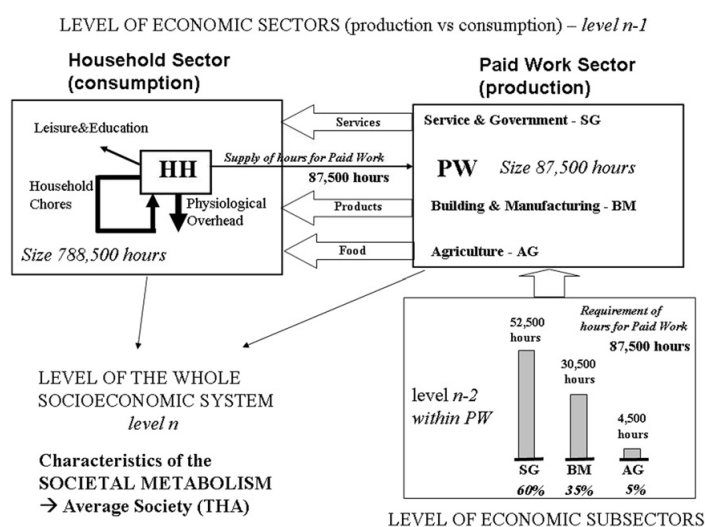 LEVEL OF ECONOMIC SECTORS (production vs consumption) – level n-1
Household Sector
(consumption)
Paid Work Sector
(production)
Leisure&Education
HH
Household
Chores
Physiological
Overhead
Size 788,500 hours
Services
Supply of hours for Paid Work
87,500 hours
Products
Food
Service & Government - SG
PW
Size 87,500 hours
Building & Manufacturing - BM
Agriculture - AG
LEVEL OF THE WHOLE
SOCIOECONOMIC SYSTEM
level n
Characteristics of the
SOCIETAL METABOLISM
→ Average Society (THA)
Requirement of
hours for Paid Work
87,500 hours
level n-2
within PW
52,500
hours
30,500
hours
4,500
hours
SG BM AG
60% 35% 5%
LEVEL OF ECONOMIC SUBSECTORS